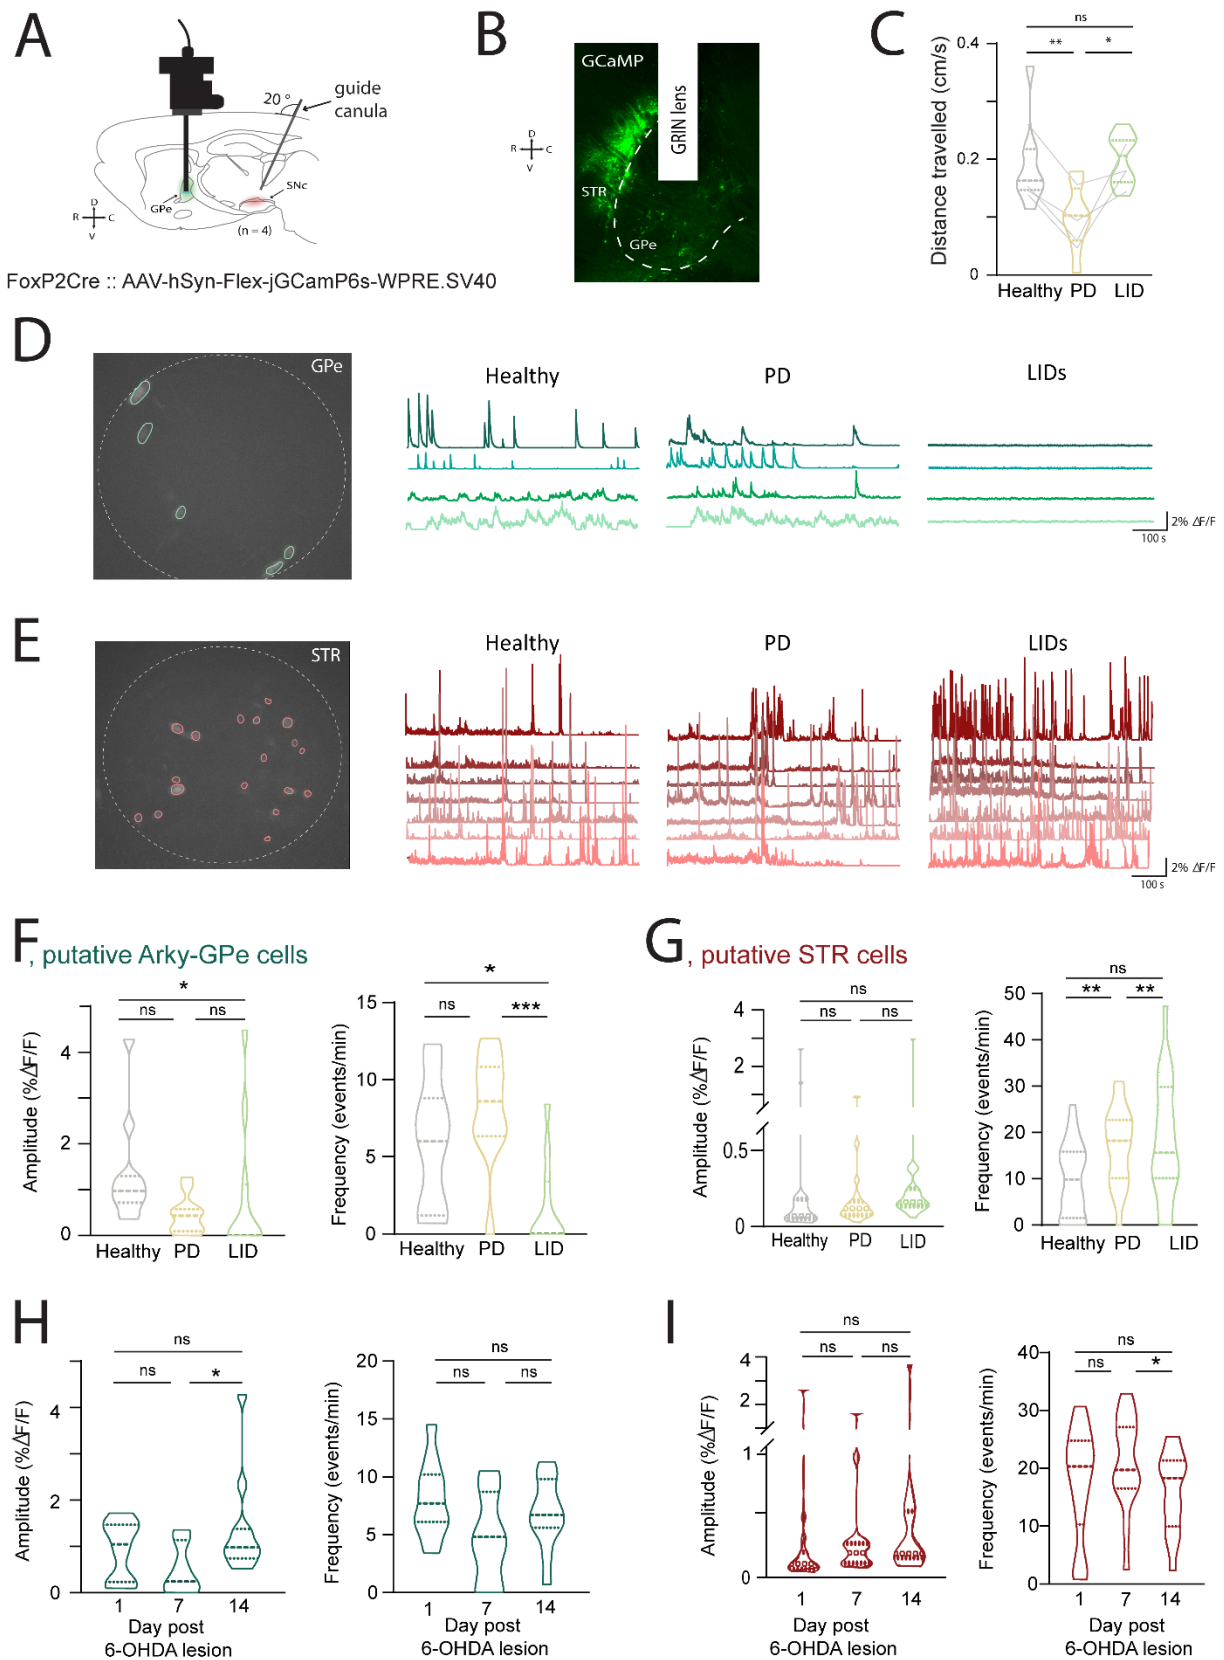 A
20 °
guide
canula
SNc
GPe
D
R
C
V
(n = 4)
FoxP2Cre :: AAV-hSyn-Flex-jGCamP6s-WPRE.SV40
B
GCaMP
GRIN lens
D
R
C
V
STR
GPe
C
ns
**
*
0.4
0.2
0
Distance travelled (cm/s)
Healthy PD LID
D
GPe
Healthy
PD
LIDs
2% ΔF/F
100 s
E
STR
Healthy
PD
LIDs
2% ΔF/F
100 s
F, putative Arky-GPe cells
*
ns
ns
4
2
0
Amplitude (%ΔF/F)
Healthy PD LID
*
ns
***
15
10
5
0
Frequency (events/min)
Healthy PD LID
G, putative STR cells
ns
ns
ns
4
2
0.5
0
Amplitude (%ΔF/F)
Healthy PD LID
ns
**
**
50
40
30
20
10
0
Frequency (events/min)
Healthy PD LID
H
ns
ns
*
4
2
0
Amplitude (%ΔF/F)
1 7 14
Day post
6-OHDA lesion
ns
ns
ns
20
15
10
5
0
Frequency (events/min)
1 7 14
Day post
6-OHDA lesion
I
ns
ns
ns
4
2
1
0
Amplitude (%ΔF/F)
1 7 14
Day post
6-OHDA lesion
ns
ns
*
40
30
20
10
0
Frequency (events/min)
1 7 14
Day post
6-OHDA lesion